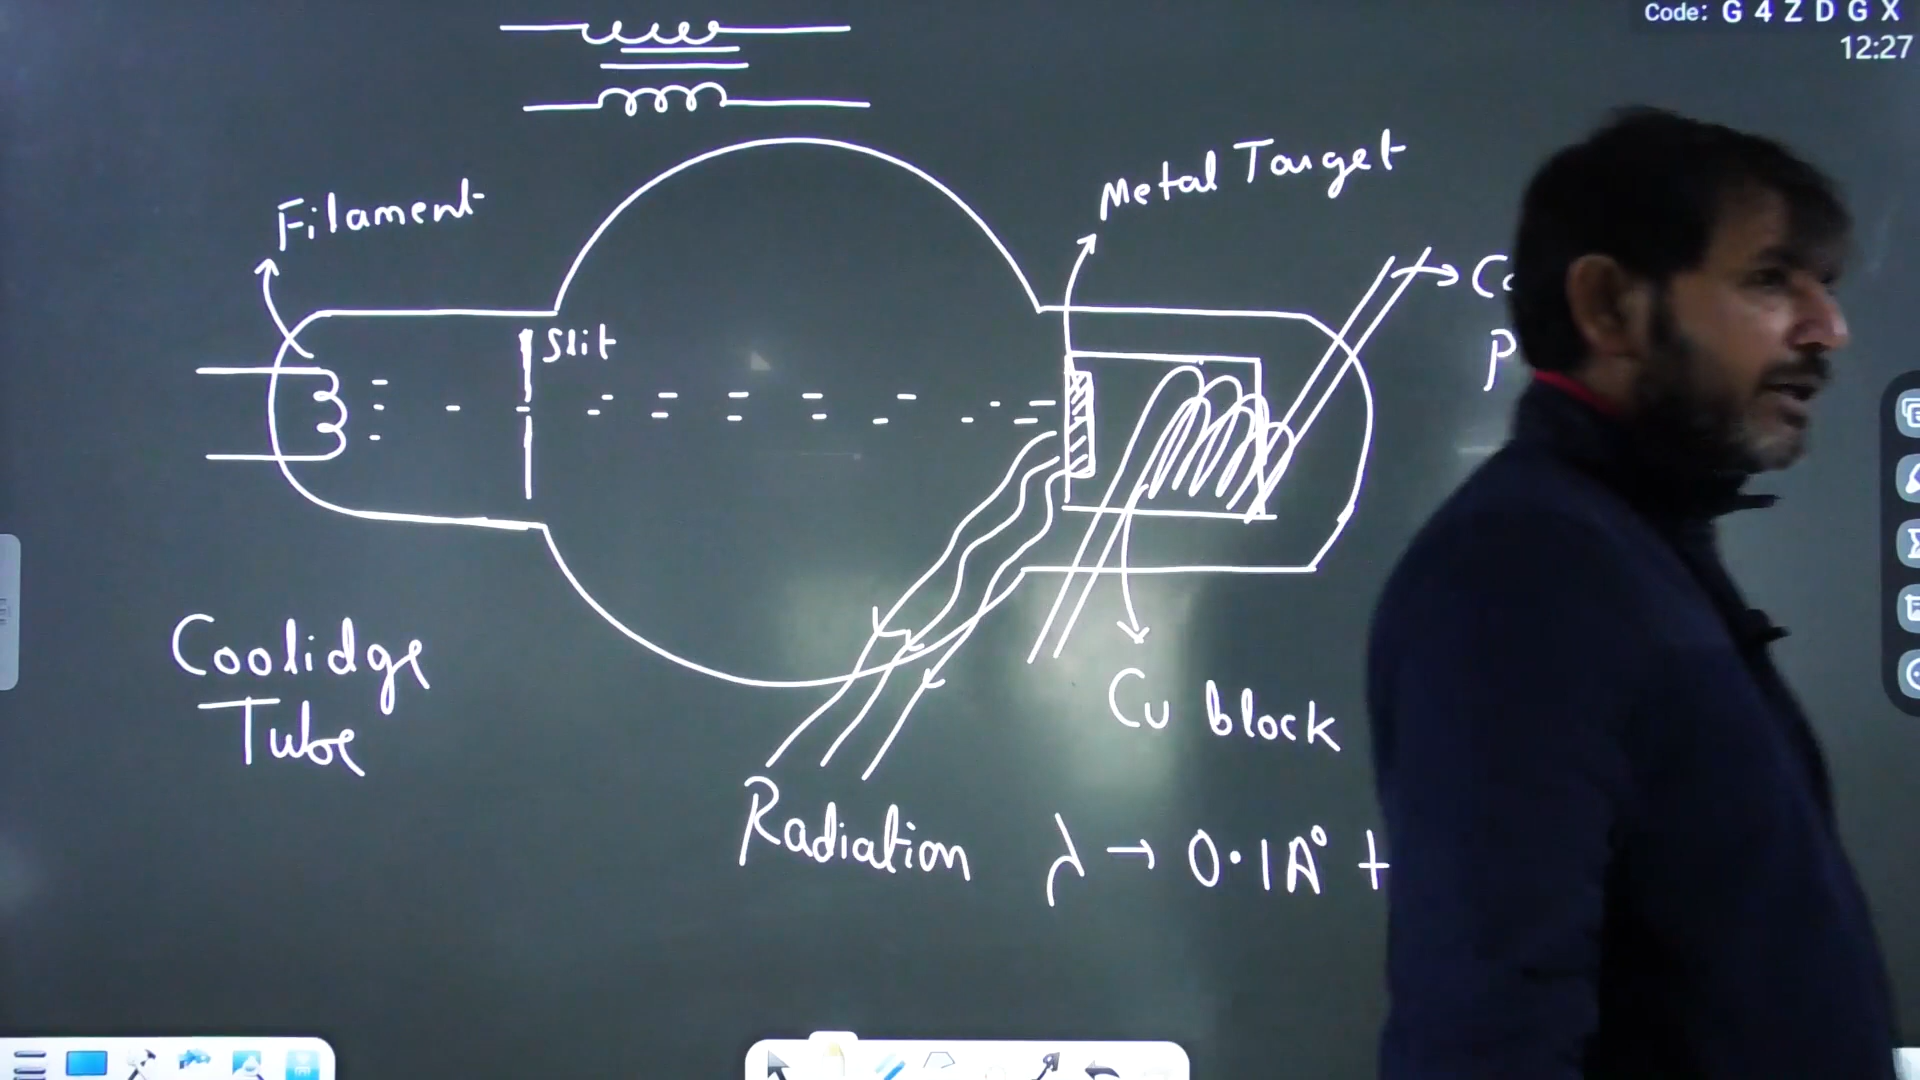 Code: G 4 Z D G X
12:27
Metal Target
Filament
Slit
Coolidge
Tube
Cu block
Radiation λ → 0.1A°